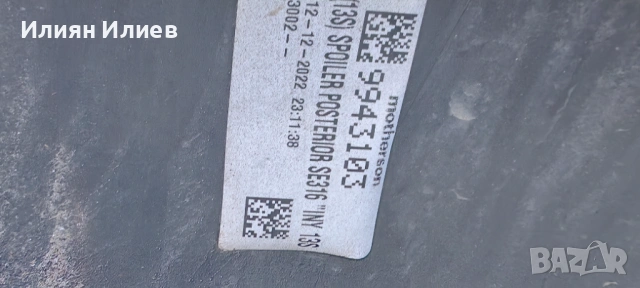 Илиян Илиев
motherson
9943103
(13S) SPOILER POSTERIOR SE316 "INY 13S
12-12-2022 23:11:38
3002--
BAZAR